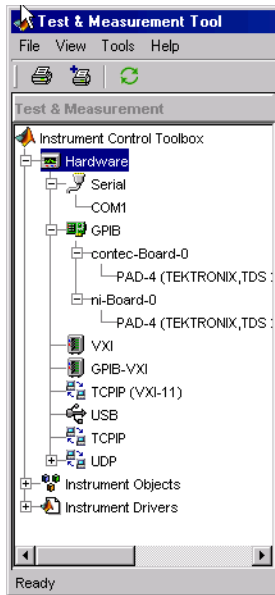 Test & Measurement Tool
File View Tools Help
Test & Measurement
Instrument Control Toolbox
Hardware
Serial
COM1
GPIB
contec-Board-0
PAD-4 (TEKTRONIX,TDS
ni-Board-0
PAD-4 (TEKTRONIX,TDS
VXI
GPIB-VXI
TCPIP (VXI-11)
USB
TCPIP
UDP
Instrument Objects
Instrument Drivers
Ready